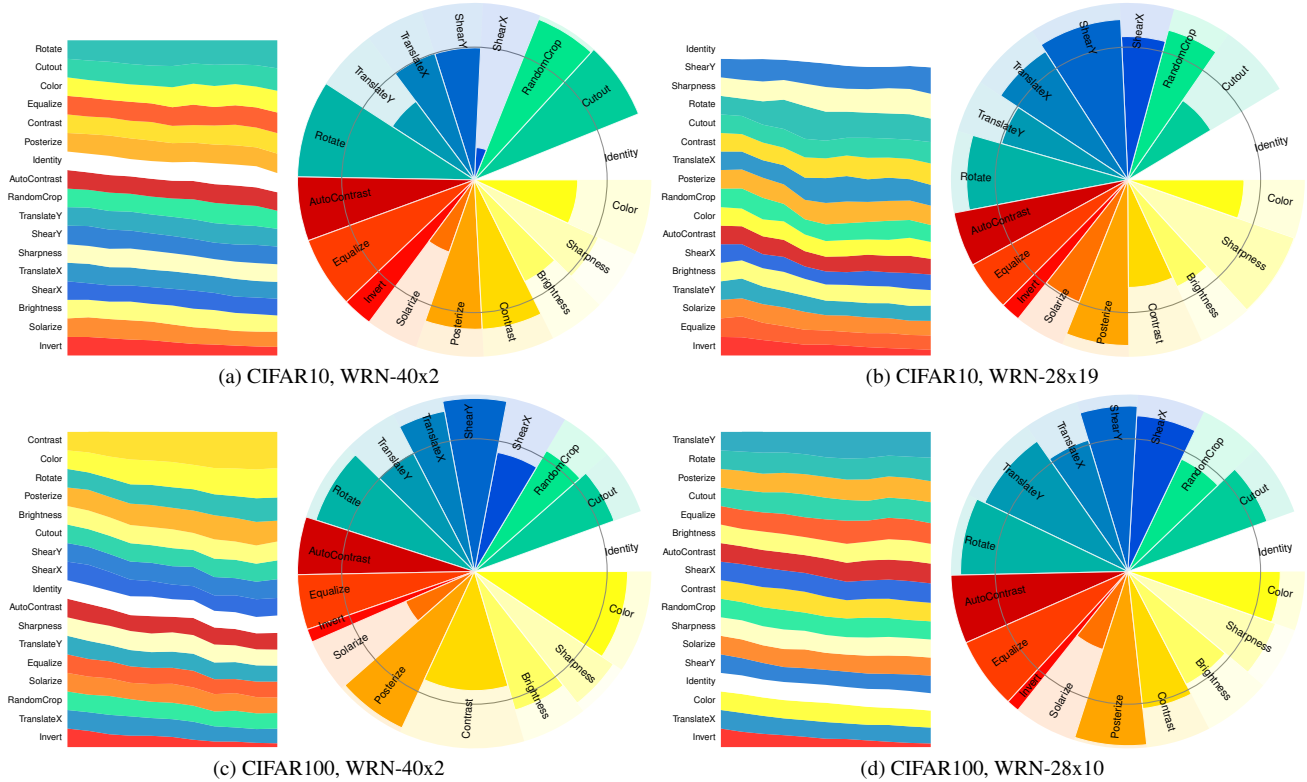 Rotate
Cutout
Color
Equalize
Contrast
Posterize
Identity
AutoContrast
RandomCrop
TranslateY
ShearY
Sharpness
TranslateX
ShearX
Brightness
Solarize
Invert
ShearX
ShearY
TranslateX
TranslateY
Rotate
AutoContrast
Equalize
Invert
Solarize
Posterize
Contrast
Brightness
Sharpness
Color
Identity
Cutout
RandomCrop
(a) CIFAR10, WRN-40x2
Identity
ShearY
Sharpness
Rotate
Cutout
Contrast
TranslateX
Posterize
RandomCrop
Color
AutoContrast
ShearX
Brightness
TranslateY
Solarize
Equalize
Invert
ShearX
ShearY
TranslateX
TranslateY
Rotate
AutoContrast
Equalize
Invert
Solarize
Posterize
Contrast
Brightness
Sharpness
Color
Identity
Cutout
RandomCrop
(b) CIFAR10, WRN-28x19
Contrast
Color
Rotate
Posterize
Brightness
Cutout
ShearY
ShearX
Identity
AutoContrast
Sharpness
TranslateY
Equalize
Solarize
RandomCrop
TranslateX
Invert
ShearX
ShearY
TranslateX
TranslateY
Rotate
AutoContrast
Equalize
Invert
Solarize
Posterize
Contrast
Brightness
Sharpness
Color
Identity
Cutout
RandomCrop
(c) CIFAR100, WRN-40x2
TranslateY
Rotate
Posterize
Cutout
Equalize
Brightness
AutoContrast
ShearX
Contrast
RandomCrop
Sharpness
Solarize
ShearY
Identity
Color
TranslateX
Invert
ShearX
ShearY
TranslateX
TranslateY
Rotate
AutoContrast
Equalize
Invert
Solarize
Posterize
Contrast
Brightness
Sharpness
Color
Identity
Cutout
RandomCrop
(d) CIFAR100, WRN-28x10